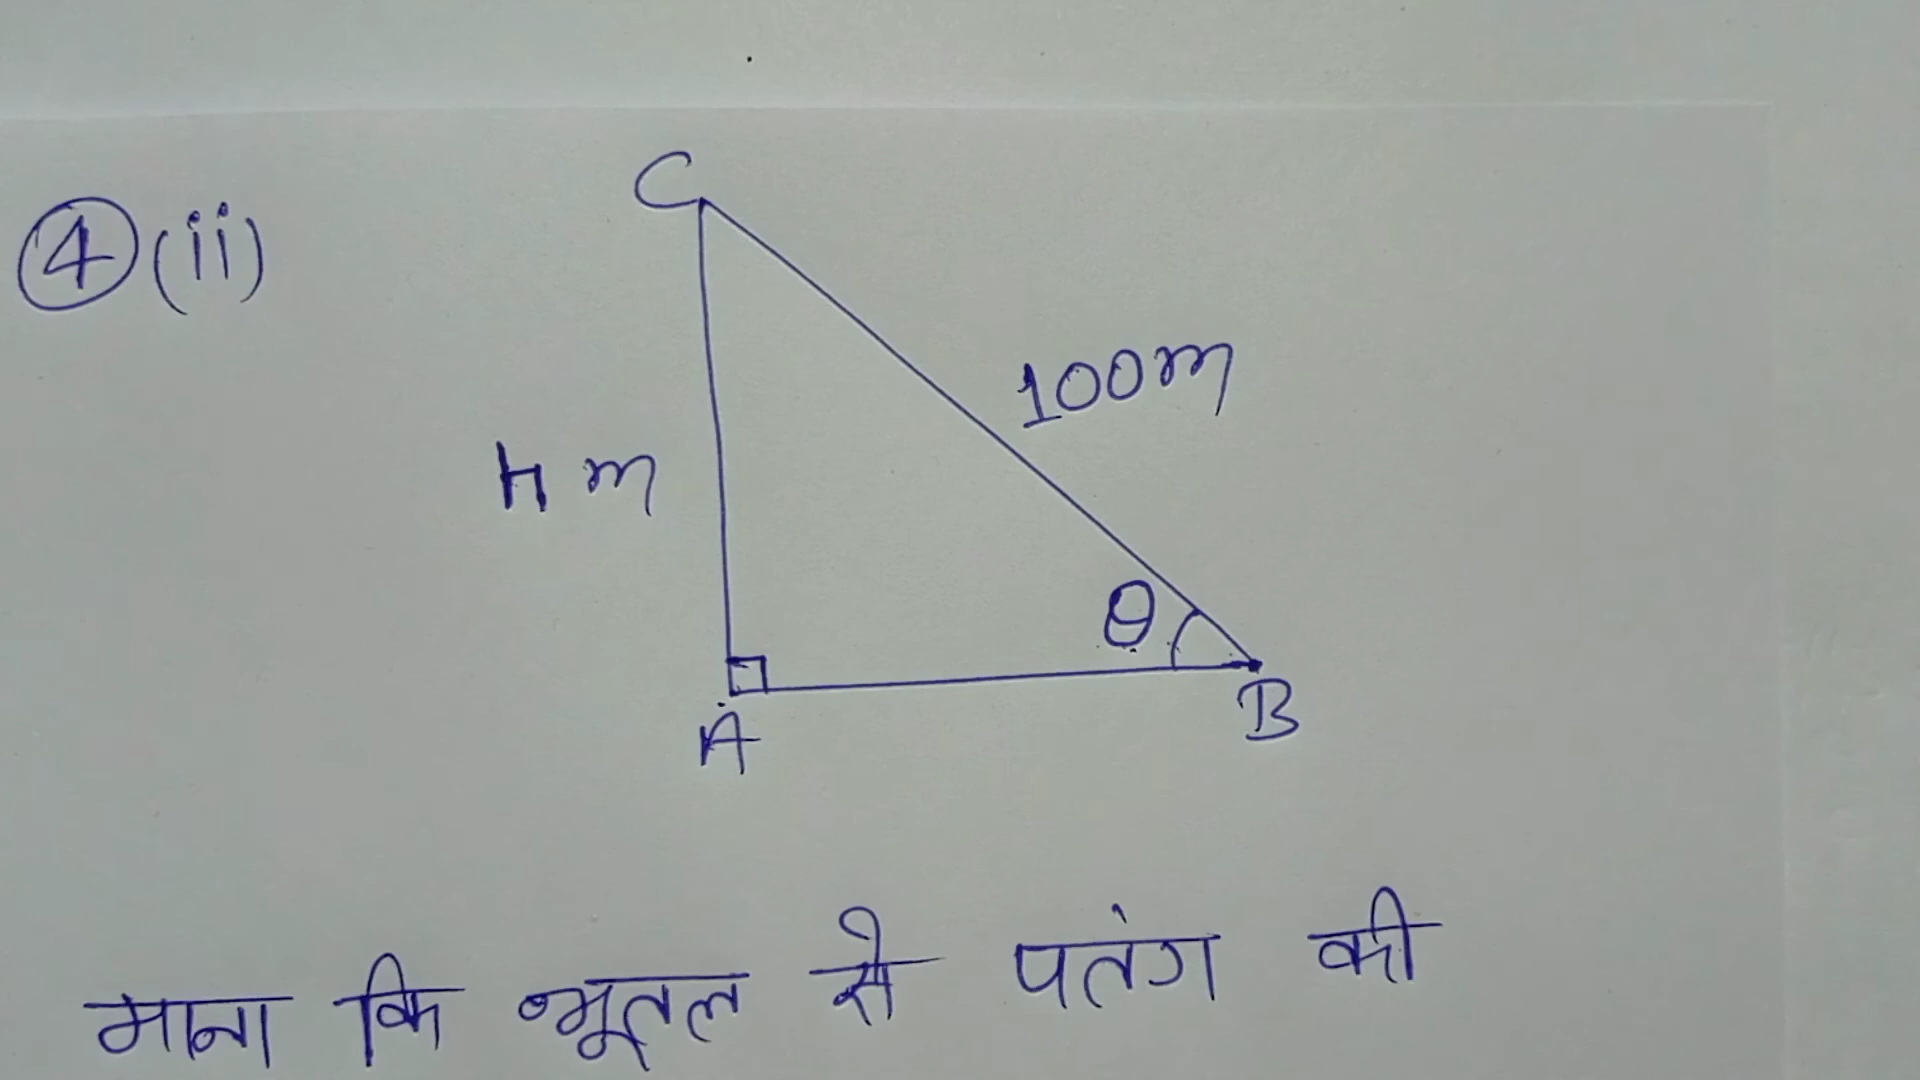 ④ (ii)
C
100m
H m
θ
A
B
माना कि भूतल से पतंग की